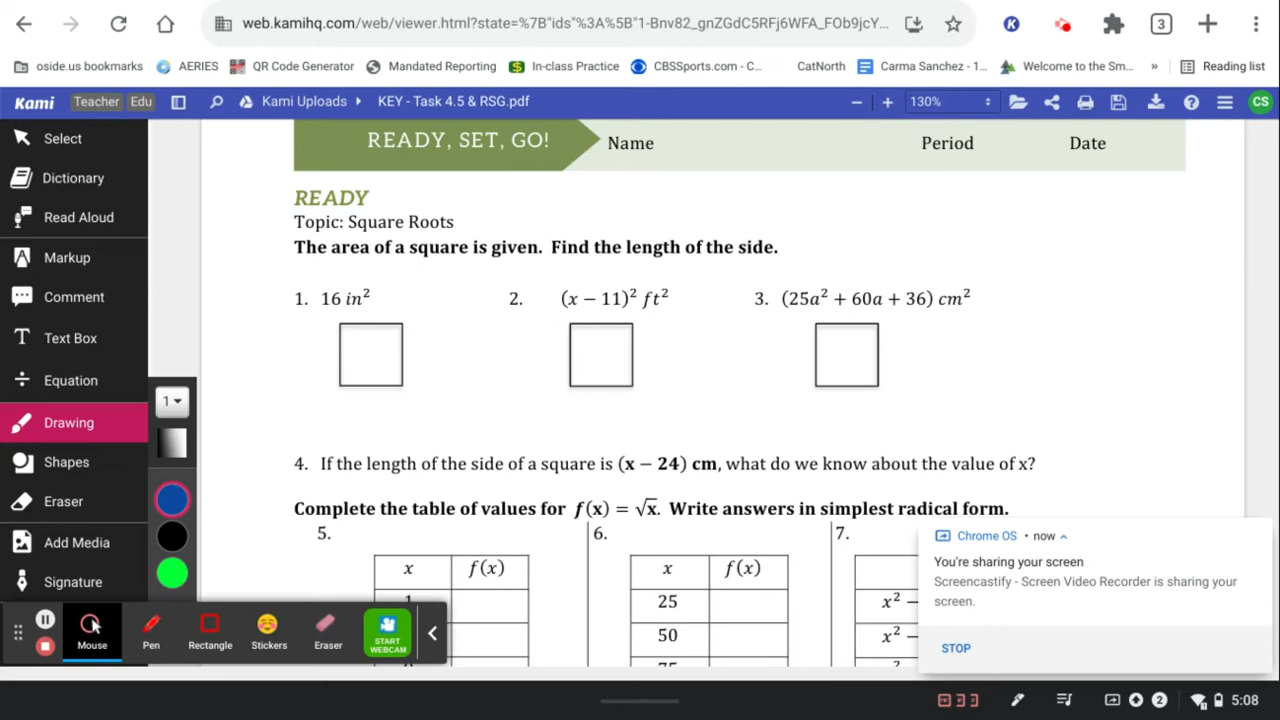 web.kamihq.com/web/viewer.html?state=%7B"ids"%3A%5B"1-Bnv82_gnZGdC5RFj6WFA_FOb9jcY...
3
oside.us bookmarks AERIES QR Code Generator Mandated Reporting $ In-class Practice CBSSports.com - C... CatNorth Carma Sanchez - 1... Welcome to the Sm... » Reading list
Kami Teacher Edu Kami Uploads KEY - Task 4.5 & RSG.pdf 130% CS
Select
Dictionary
Read Aloud
Markup
Comment
Text Box
Equation
Drawing
Shapes
Eraser
Add Media
Signature
1
READY, SET, GO! Name Period Date
READY
Topic: Square Roots
The area of a square is given. Find the length of the side.
1. 16 in² 2. (x − 11)² ft² 3. (25a² + 60a + 36) cm²
4. If the length of the side of a square is (x − 24) cm, what do we know about the value of x?
Complete the table of values for f(x) = √x. Write answers in simplest radical form.
5. 6. 7.
x f(x) x f(x)
1 25 x² −
50 x² −
75
Chrome OS • now
You're sharing your screen
Screencastify - Screen Video Recorder is sharing your
screen.
STOP
Mouse Pen Rectangle Stickers Eraser START
WEBCAM
2 5:08